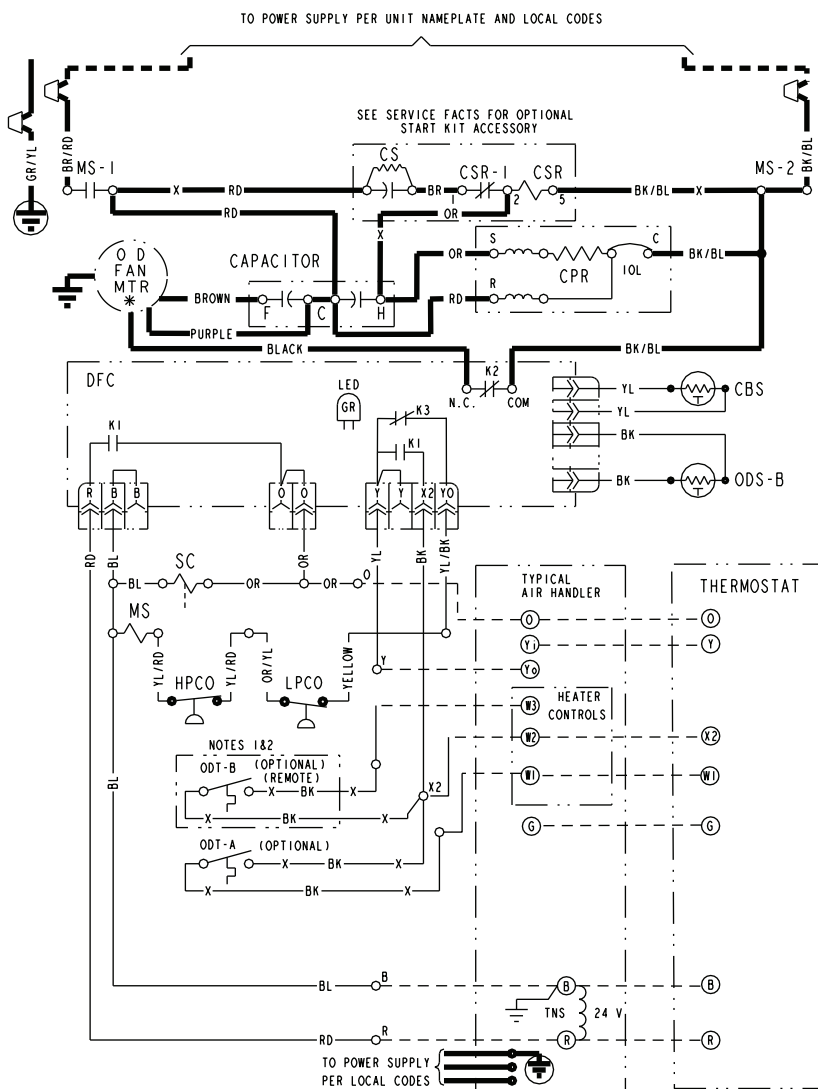 TO POWER SUPPLY PER UNIT NAMEPLATE AND LOCAL CODES
SEE SERVICE FACTS FOR OPTIONAL
START KIT ACCESSORY
GR/YL
BR/RD
BK/BL
MS-1
CS
CSR-1
CSR
MS-2
X
RD
BR
1
2
5
BK/BL
X
RD
OR
X
O D
FAN
MTR
*
CAPACITOR
BROWN
F
C
H
PURPLE
OR
S
C
CPR
IOL
BK/BL
RD
R
BLACK
BK/BL
DFC
LED
GR
K2
N.C.
COM
YL
CBS
YL
BK
BK
ODS-B
K1
K3
K1
R
B
B
O
O
Y
Y
X2
YO
RD
BL
OR
YL
BK
YL/BK
SC
BL
OR
OR
O
MS
YL/RD
YL/RD
OR/YL
YELLOW
HPCO
LPCO
Y
TYPICAL
AIR HANDLER
THERMOSTAT
O
O
Yi
Y
Yo
W3
HEATER
CONTROLS
W2
X2
W1
W1
G
G
NOTES 1&2
ODT-B
(OPTIONAL)
(REMOTE)
X
BK
X
X
BK
X
X2
BL
ODT-A
(OPTIONAL)
X
BK
X
X
BK
X
BL
B
B
B
TNS
24 V
RD
R
R
R
TO POWER SUPPLY
PER LOCAL CODES